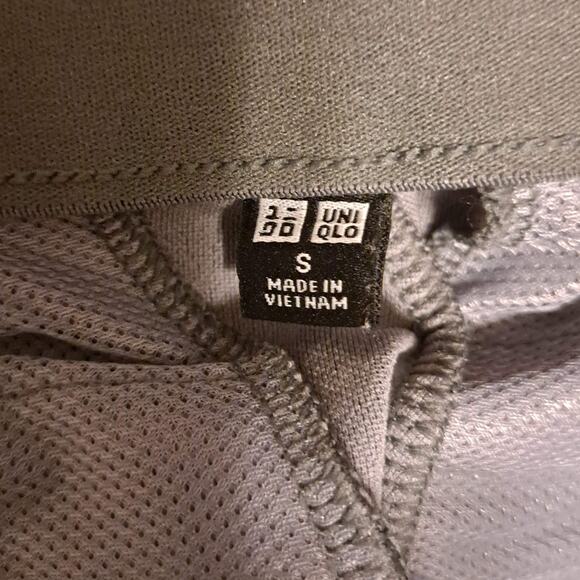 ユニ UNI
クロ QLO
S
MADE IN
VIETNAM